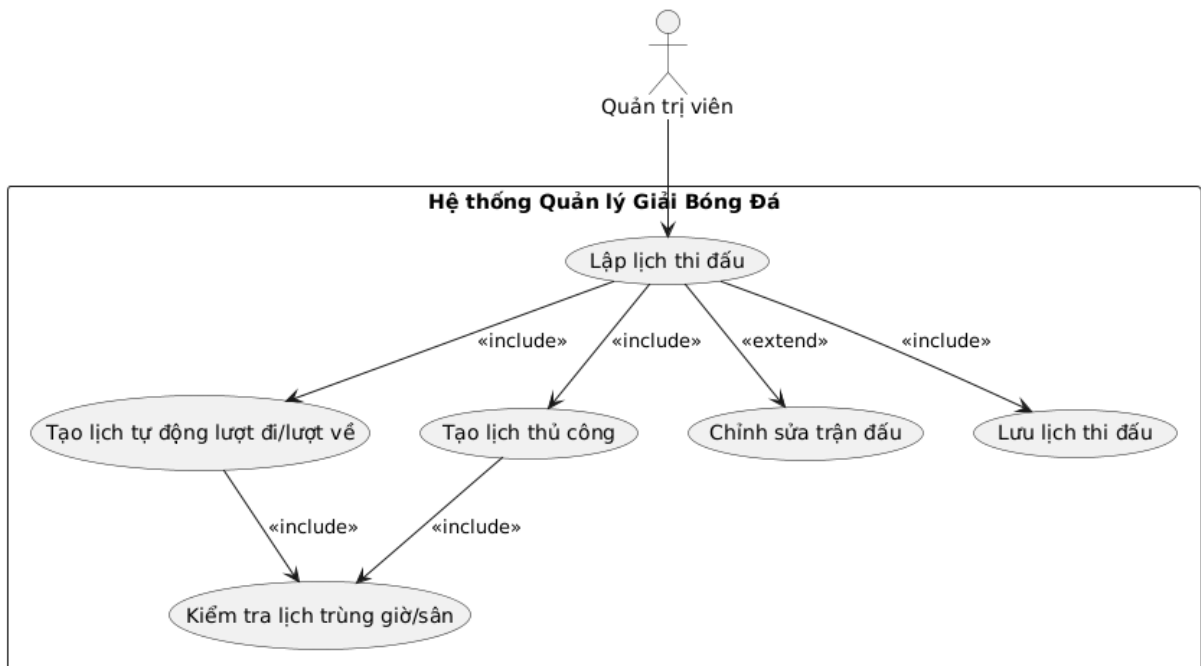 Quản trị viên
Hệ thống Quản lý Giải Bóng Đá
Lập lịch thi đấu
«include»
«include»
«extend»
«include»
Tạo lịch tự động lượt đi/lượt về
Tạo lịch thủ công
Chỉnh sửa trận đấu
Lưu lịch thi đấu
«include»
«include»
Kiểm tra lịch trùng giờ/sân